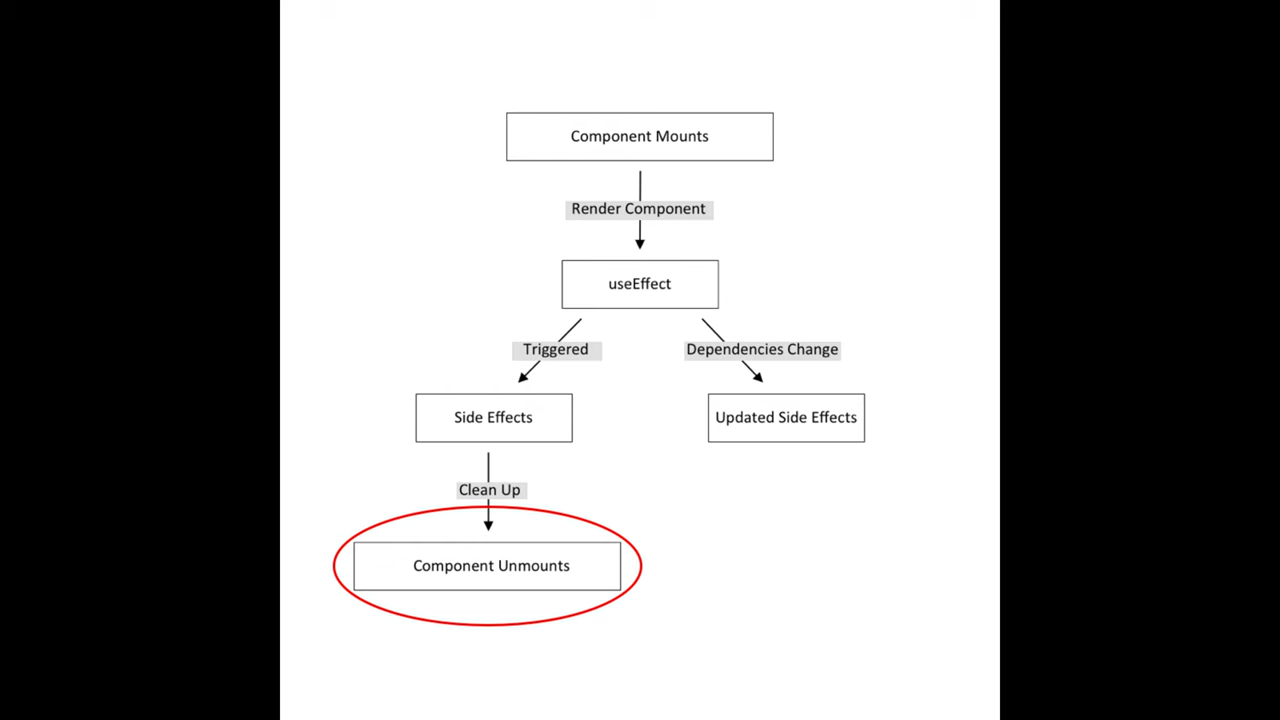 Component Mounts
Render Component
useEffect
Triggered
Dependencies Change
Side Effects
Updated Side Effects
Clean Up
Component Unmounts